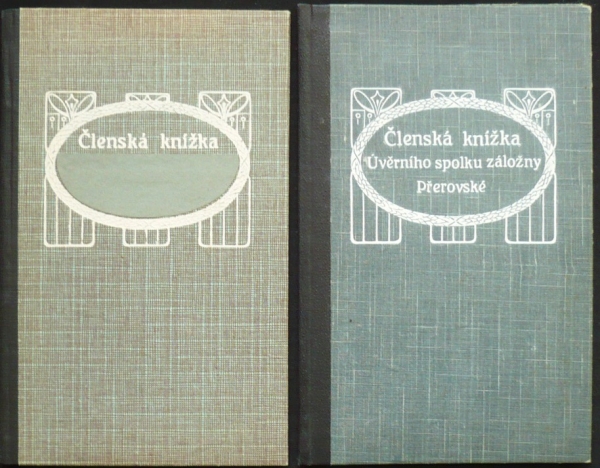 Členská knížka
Členská knížka
Úvěrního spolku záložny
Přerovské